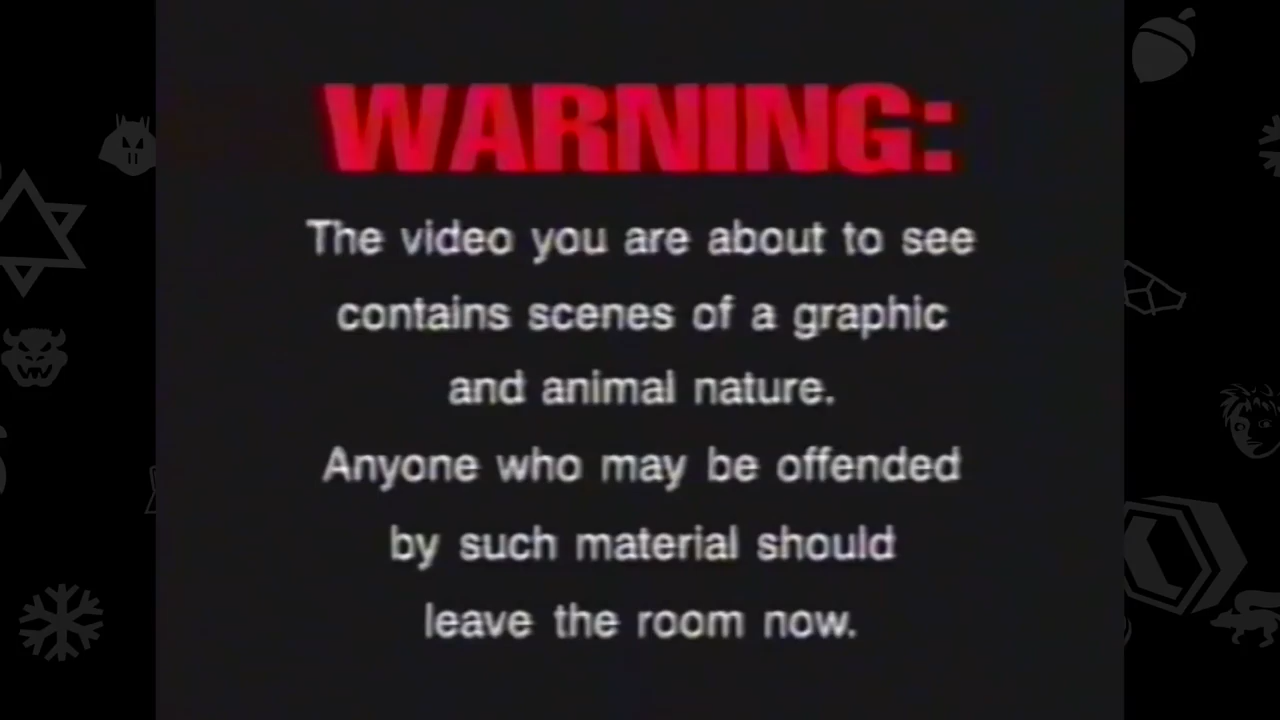 WARNING:
The video you are about to see
contains scenes of a graphic
and animal nature.
Anyone who may be offended
by such material should
leave the room now.